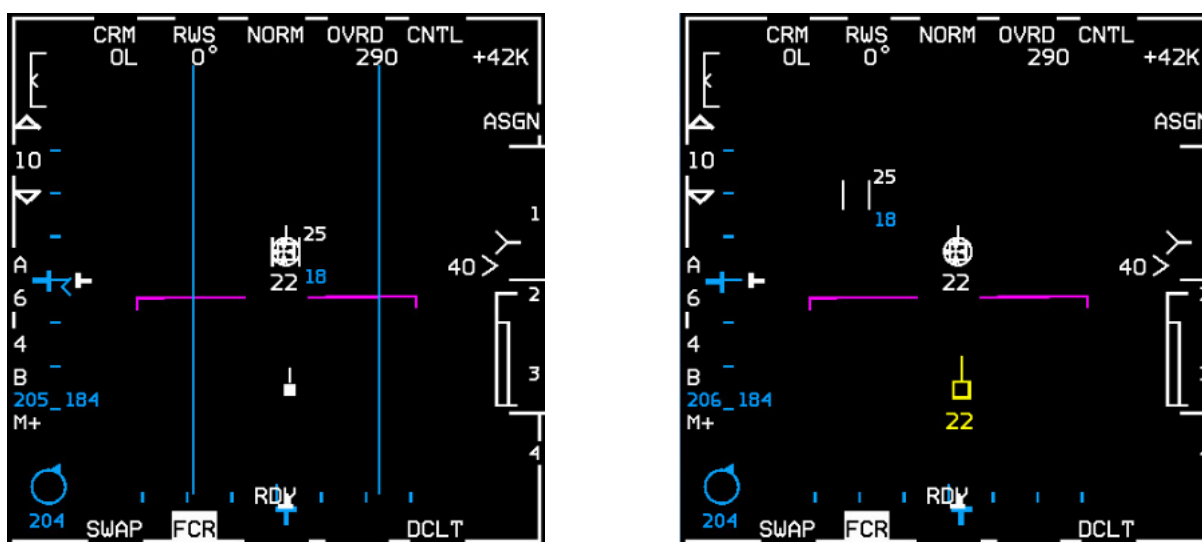 CRM RWS NORM OVRD CNTL
OL 0° 290 +42K
ASGN
10
25
1
A
40
22 18
6
2
4
B
3
205_184
M+
4
RDY
204
SWAP FCR DCLT
CRM RWS NORM OVRD CNTL
OL 0° 290 +42K
ASGN
10
25
18
A
40
22
6
4
B
206_184
M+
22
RDY
204
SWAP FCR DCLT